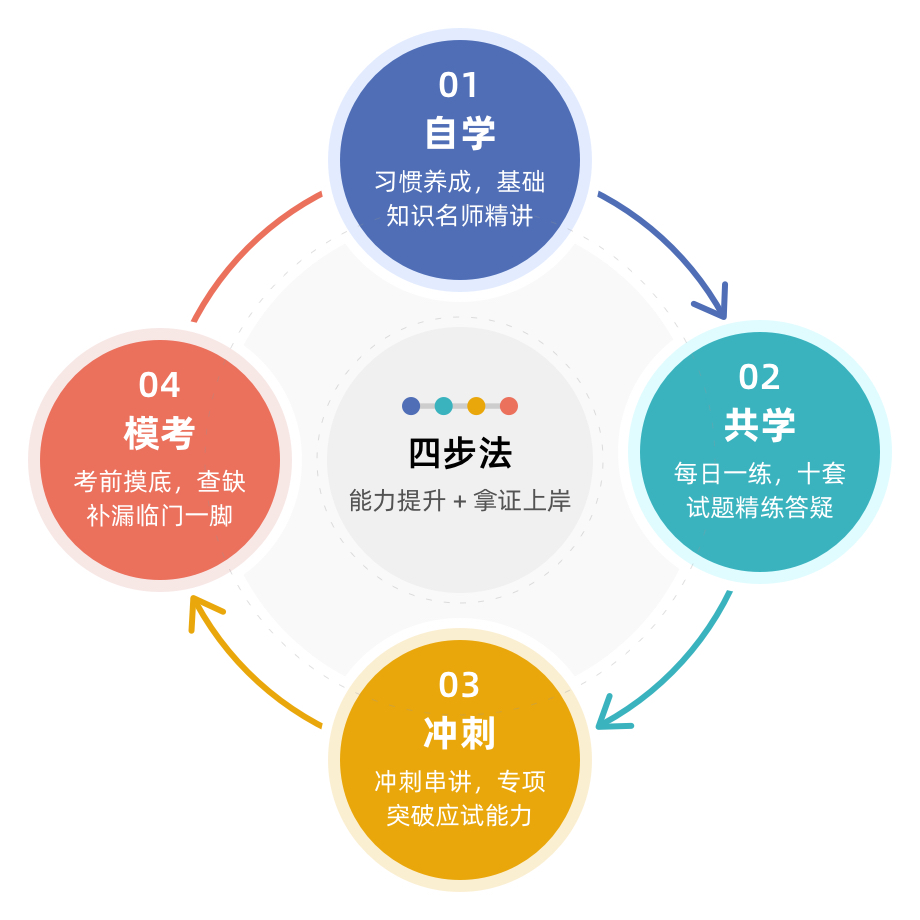 01
自学
习惯养成，基础
知识名师精讲
02
共学
每日一练，十套
试题精练答疑
03
冲刺
冲刺串讲，专项
突破应试能力
04
模考
考前摸底，查缺
补漏临门一脚
四步法
能力提升 + 拿证上岸